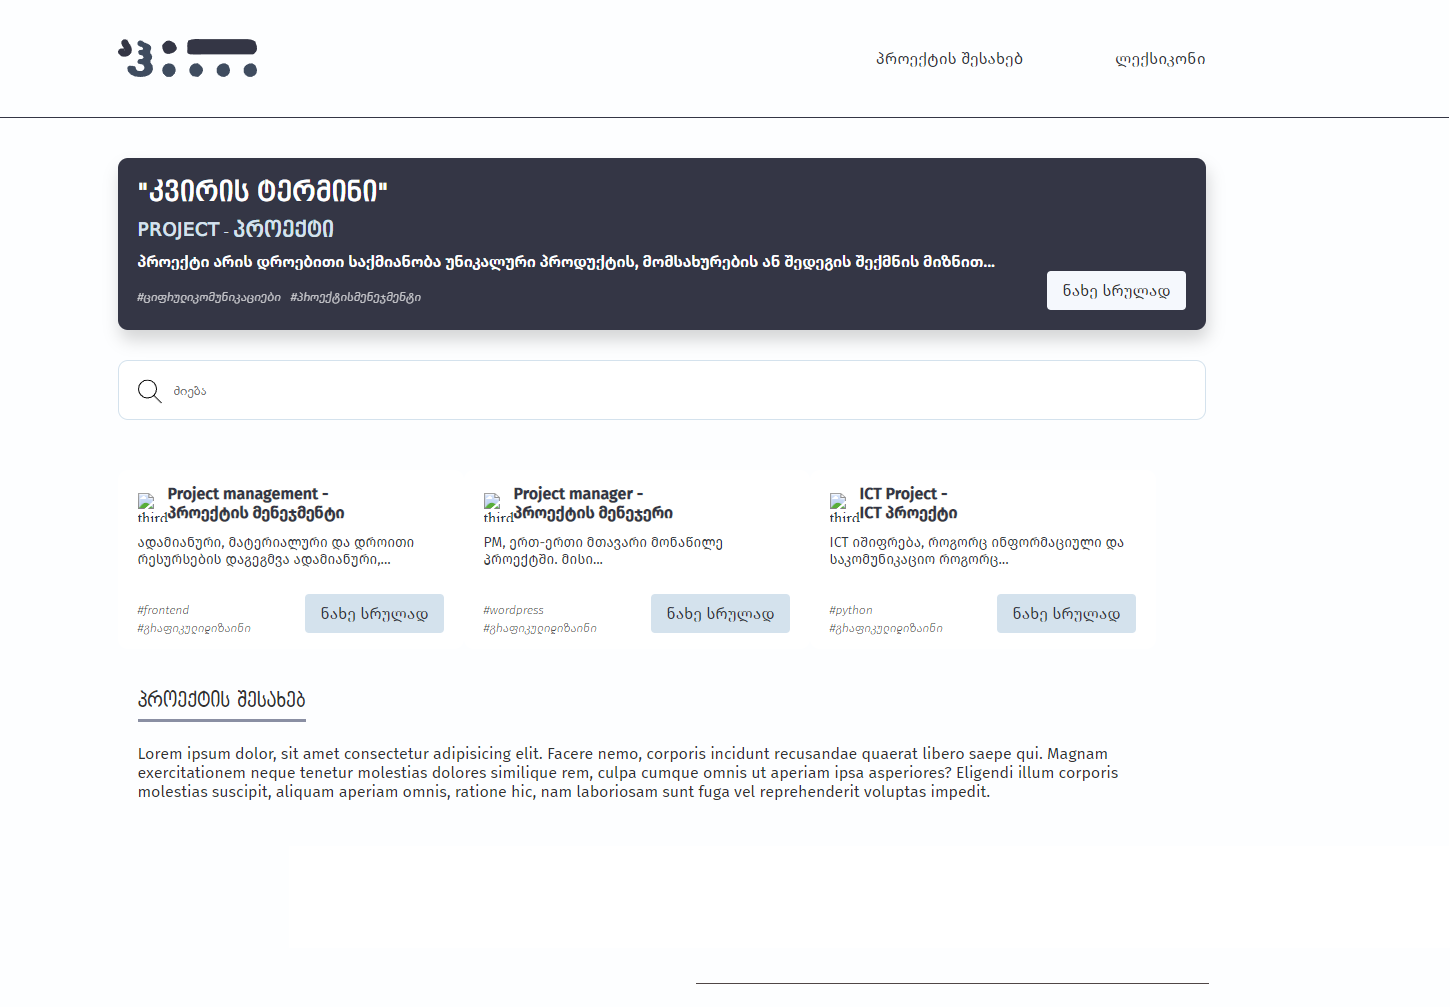 პროექტის შესახებ
ლექსიკონი
"კვირის ტერმინი"
PROJECT - პროექტი
პროექტი არის დროებითი საქმიანობა უნიკალური პროდუქტის, მომსახურების ან შედეგის შექმნის მიზნით...
#ციფრულიკომუნიკაციები #პროექტისმენეჯმენტი
ნახე სრულად
ძიება
third
Project management -
პროექტის მენეჯმენტი
ადამიანური, მატერიალური და დროითი
რესურსების დაგეგმვა ადამიანური,...
#frontend
#გრაფიკულიდიზაინი
ნახე სრულად
third
Project manager -
პროექტის მენეჯერი
PM, ერთ-ერთი მთავარი მონაწილე
პროექტში. მისი...
#wordpress
#გრაფიკულიდიზაინი
ნახე სრულად
third
ICT Project -
ICT პროექტი
ICT იშიფრება, როგორც ინფორმაციული და
საკომუნიკაციო როგორც...
#python
#გრაფიკულიდიზაინი
ნახე სრულად
პროექტის შესახებ
Lorem ipsum dolor, sit amet consectetur adipisicing elit. Facere nemo, corporis incidunt recusandae quaerat libero saepe qui. Magnam
exercitationem neque tenetur molestias dolores similique rem, culpa cumque omnis ut aperiam ipsa asperiores? Eligendi illum corporis
molestias suscipit, aliquam aperiam omnis, ratione hic, nam laboriosam sunt fuga vel reprehenderit voluptas impedit.